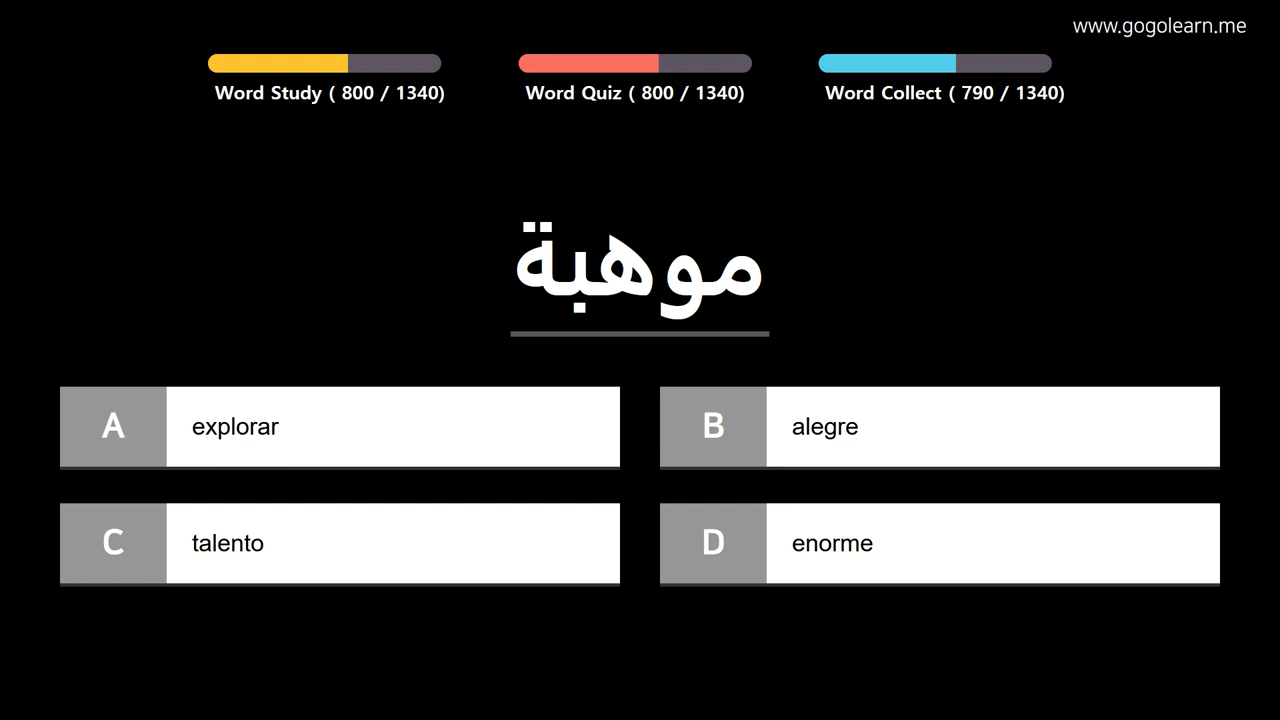 www.gogolearn.me
Word Study ( 800 / 1340)
Word Quiz ( 800 / 1340)
Word Collect ( 790 / 1340)
موهبة
A explorar
B alegre
C talento
D enorme